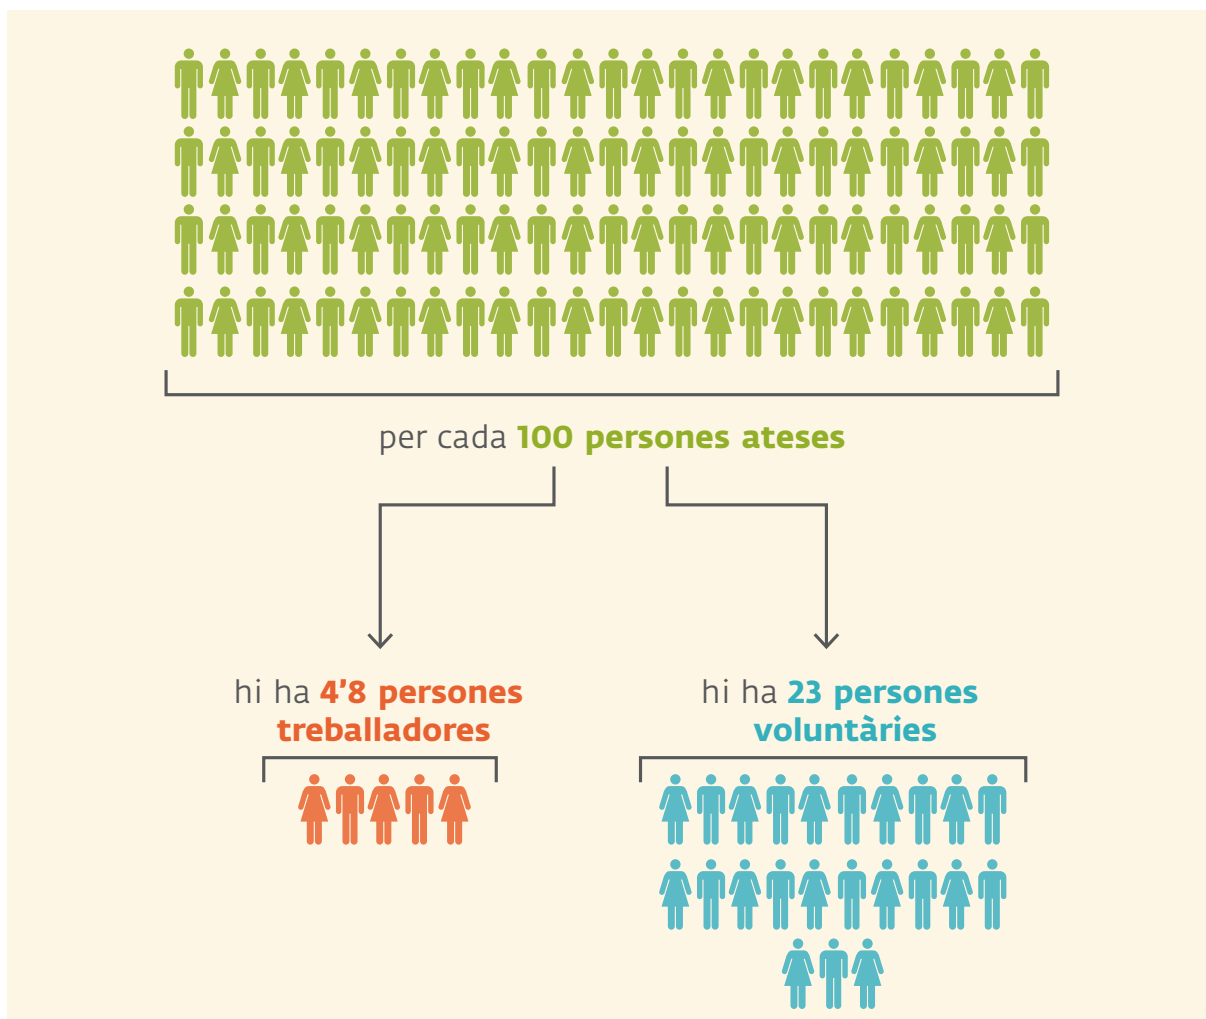 per cada 100 persones ateses
hi ha 4'8 persones
treballadores
hi ha 23 persones
voluntàries